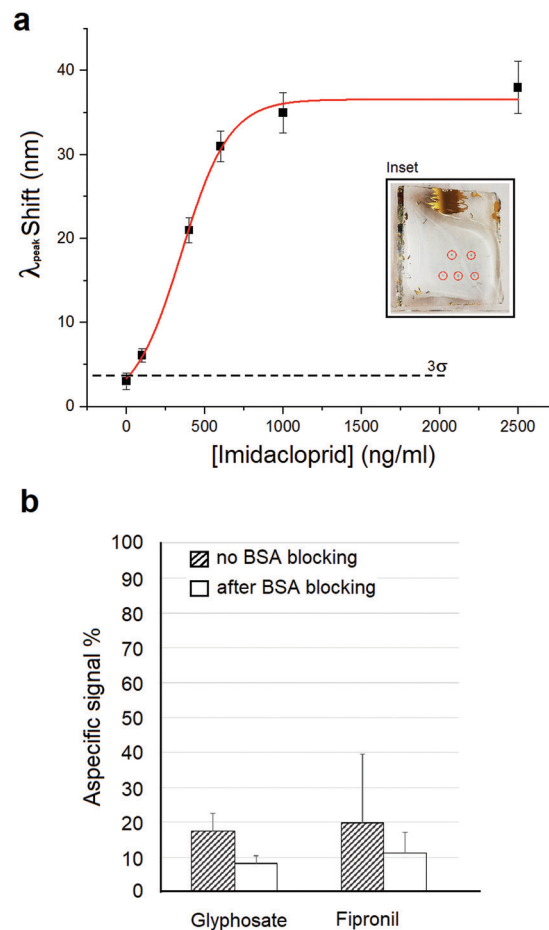 a
40
30
20
10
0
λpeak Shift (nm)
Inset
3σ
0 500 1000 1500 2000 2500
[Imidacloprid] (ng/ml)
b
100
90
80
70
60
50
40
30
20
10
0
Aspecific signal %
no BSA blocking
after BSA blocking
Glyphosate Fipronil